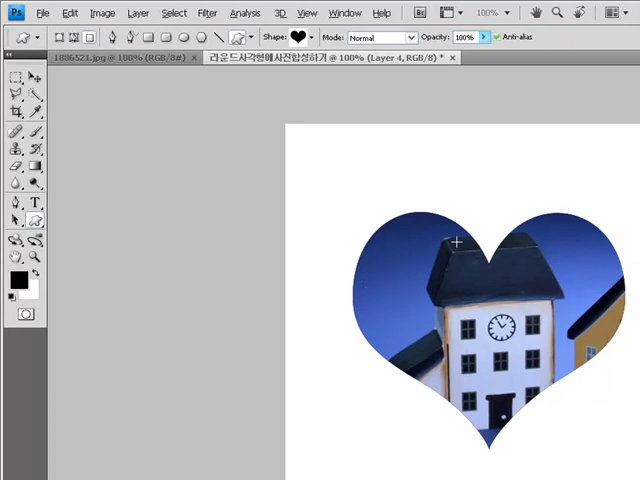 Ps Edit Image Layer Select Filter Analysis 3D View Window Help Br 100%
Shape: Mode: Normal Opacity: 100% Anti-alias
1886521.jpg @ 100% (RGB/8#) × 라운드사각형에사진합성하기 @ 100% (Layer 4, RGB/8) * ×
T